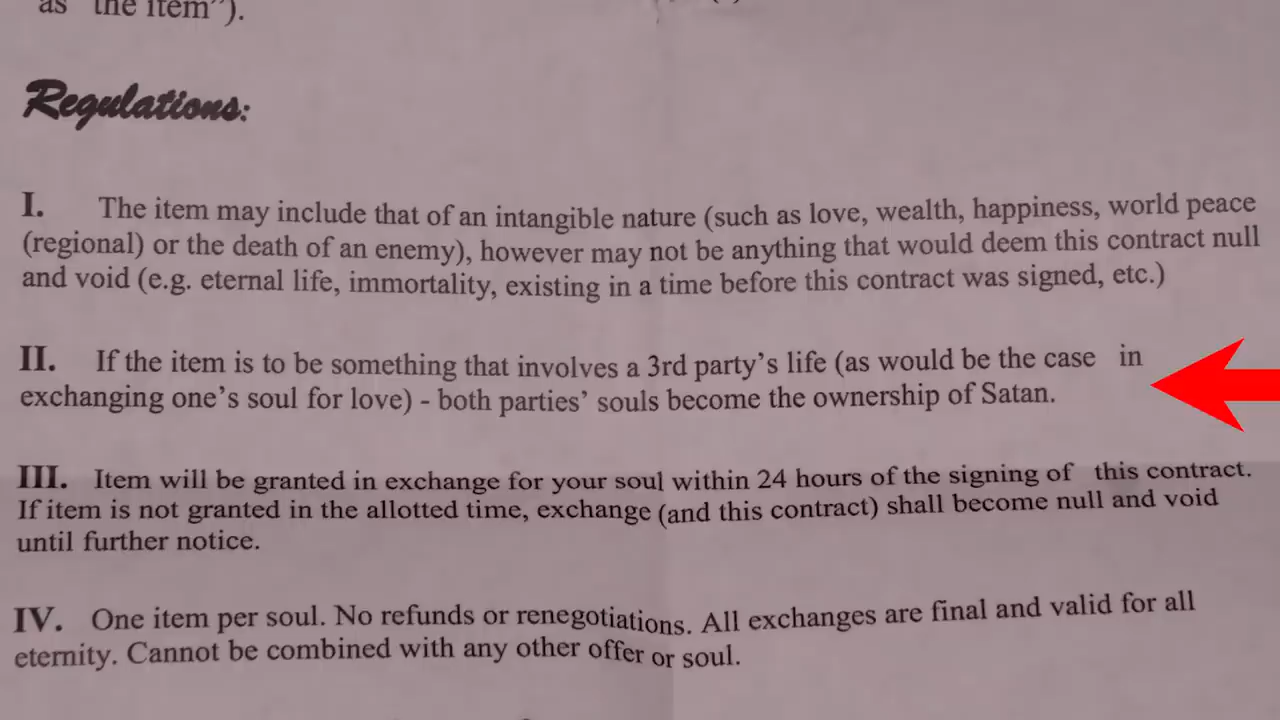 as "the item").
Regulations:
I. The item may include that of an intangible nature (such as love, wealth, happiness, world peace
(regional) or the death of an enemy), however may not be anything that would deem this contract null
and void (e.g. eternal life, immortality, existing in a time before this contract was signed, etc.)
II. If the item is to be something that involves a 3rd party's life (as would be the case in
exchanging one's soul for love) - both parties' souls become the ownership of Satan.
III. Item will be granted in exchange for your soul within 24 hours of the signing of this contract.
If item is not granted in the allotted time, exchange (and this contract) shall become null and void
until further notice.
IV. One item per soul. No refunds or renegotiations. All exchanges are final and valid for all
eternity. Cannot be combined with any other offer or soul.